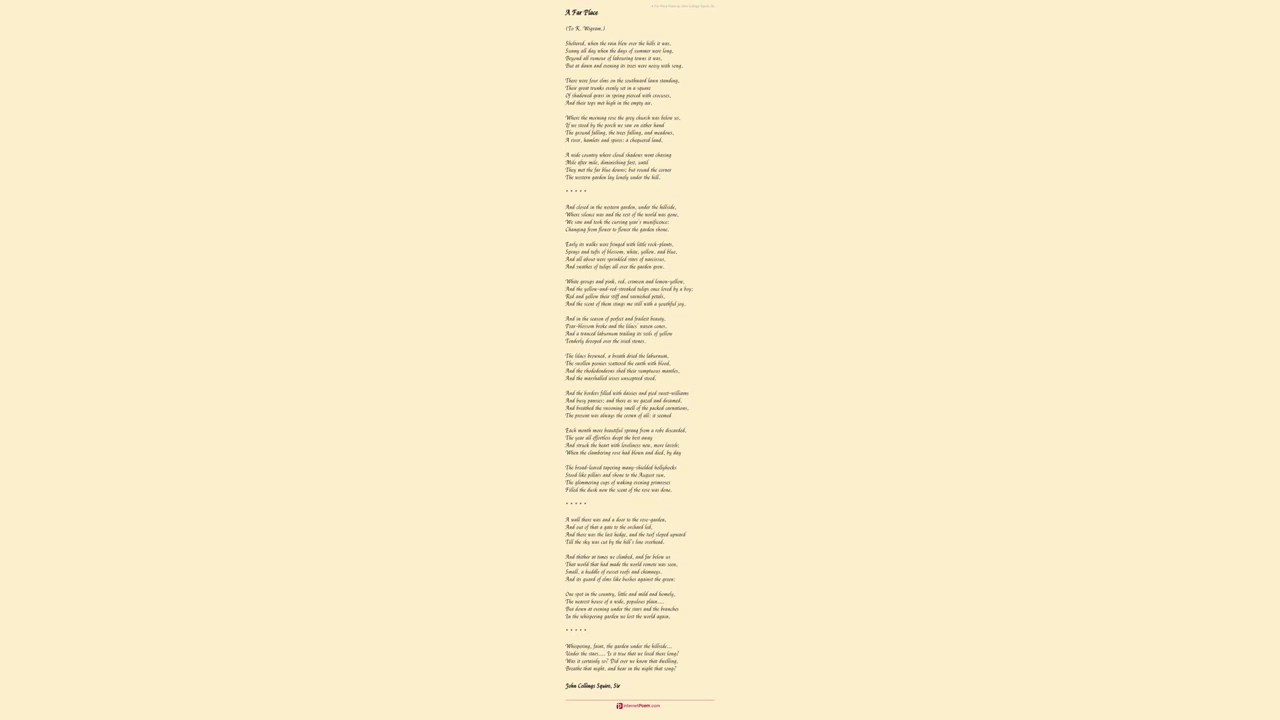 A Far Place Poem by John Collings Squire, Sir
A Far Place
(To K. Wigram.)
Sheltered, when the rain blew over the hills it was,
Sunny all day when the days of summer were long,
Beyond all rumour of labouring towns it was,
But at dawn and evening its trees were noisy with song.
There were four elms on the southward lawn standing,
Their great trunks evenly set in a square
Of shadowed grass in spring pierced with crocuses,
And their tops met high in the empty air.
Where the morning rose the grey church was below us,
If we stood by the porch we saw on either hand
The ground falling, the trees falling, and meadows,
A river, hamlets and spires: a chequered land.
A wide country where cloud shadows went chasing
Mile after mile, diminishing fast, until
They met the far blue downs; but round the corner
The western garden lay lonely under the hill.
* * * * *
And closed in the western garden, under the hillside,
Where silence was and the rest of the world was gone,
We saw and took the curving year's munificence:
Changing from flower to flower the garden shone.
Early its walks were fringed with little rock-plants,
Sprays and tufts of blossom, white, yellow, and blue,
And all about were sprinkled stars of narcissus,
And swathes of tulips all over the garden grew.
White groups and pink, red, crimson and lemon-yellow,
And the yellow-and-red-streaked tulips once loved by a boy;
Red and yellow their stiff and varnished petals,
And the scent of them stings me still with a youthful joy.
And in the season of perfect and frailest beauty,
Pear-blossom broke and the lilacs' waxen cones,
And a tranced laburnum trailing its veils of yellow
Tenderly drooped over the ivied stones.
The lilacs browned, a breath dried the laburnum,
The swollen peonies scattered the earth with blood,
And the rhododendrons shed their sumptuous mantles,
And the marshalled irises unsceptred stood.
And the borders filled with daisies and pied sweet-williams
And busy pansies; and there as we gazed and dreamed,
And breathed the swooning smell of the packed carnations,
The present was always the crown of all: it seemed
Each month more beautiful sprang from a robe discarded,
The year all effortless dropt the best away
And struck the heart with loveliness new, more lavish;
When the clambering rose had blown and died, by day
The broad-leaved tapering many-shielded hollyhocks
Stood like pillars and shone to the August sun,
The glimmering cups of waking evening primroses
Filled the dusk now the scent of the rose was done.
* * * * *
A wall there was and a door to the rose-garden,
And out of that a gate to the orchard led,
And there was the last hedge, and the turf sloped upward
Till the sky was cut by the hill's line overhead.
And thither at times we climbed, and far below us
That world that had made the world remote was seen,
Small, a huddle of russet roofs and chimneys,
And its guard of elms like bushes against the green:
One spot in the country, little and mild and homely,
The nearest house of a wide, populous plain....
But down at evening under the stars and the branches
In the whispering garden we lost the world again.
* * * * *
Whispering, faint, the garden under the hillside...
Under the stars.... Is it true that we lived there long?
Was it certainly so? Did ever we know that dwelling,
Breathe that night, and hear in the night that song?
John Collings Squire, Sir
InternetPoem.com